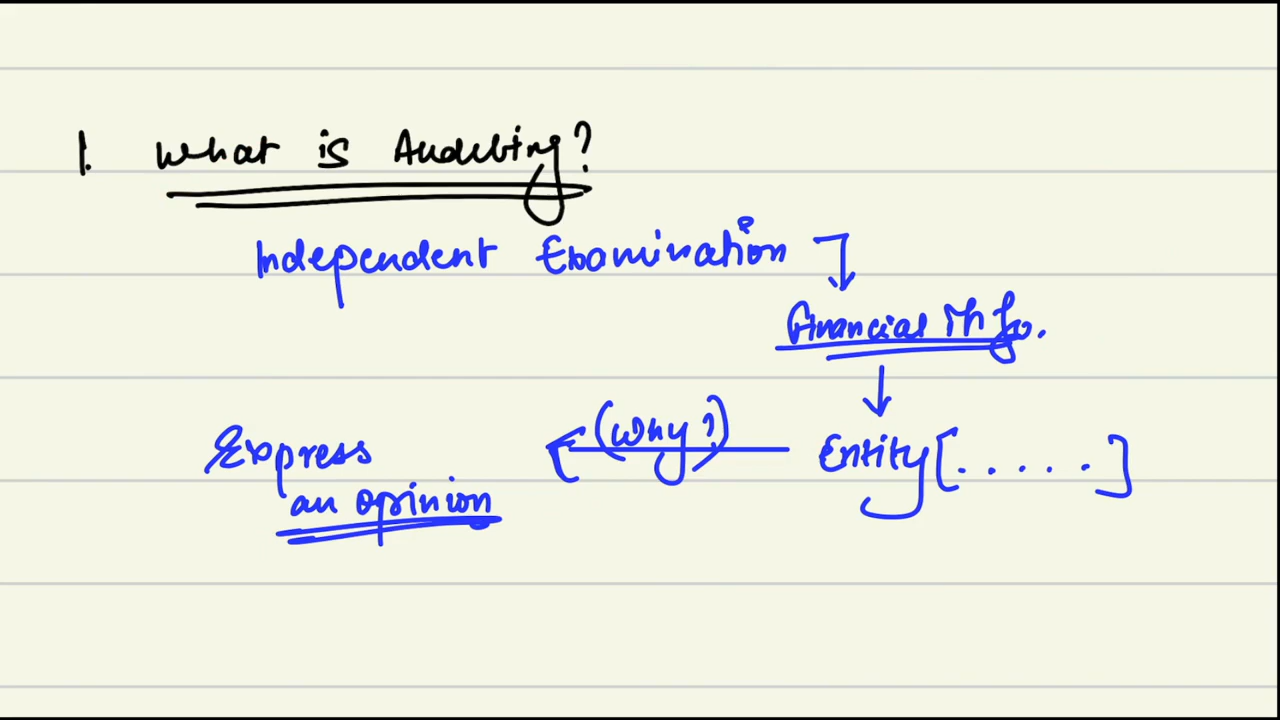 1. What is Auditing?
Independent Examination
Financial Info.
(Why?)
Entity [.....]
Express
an opinion